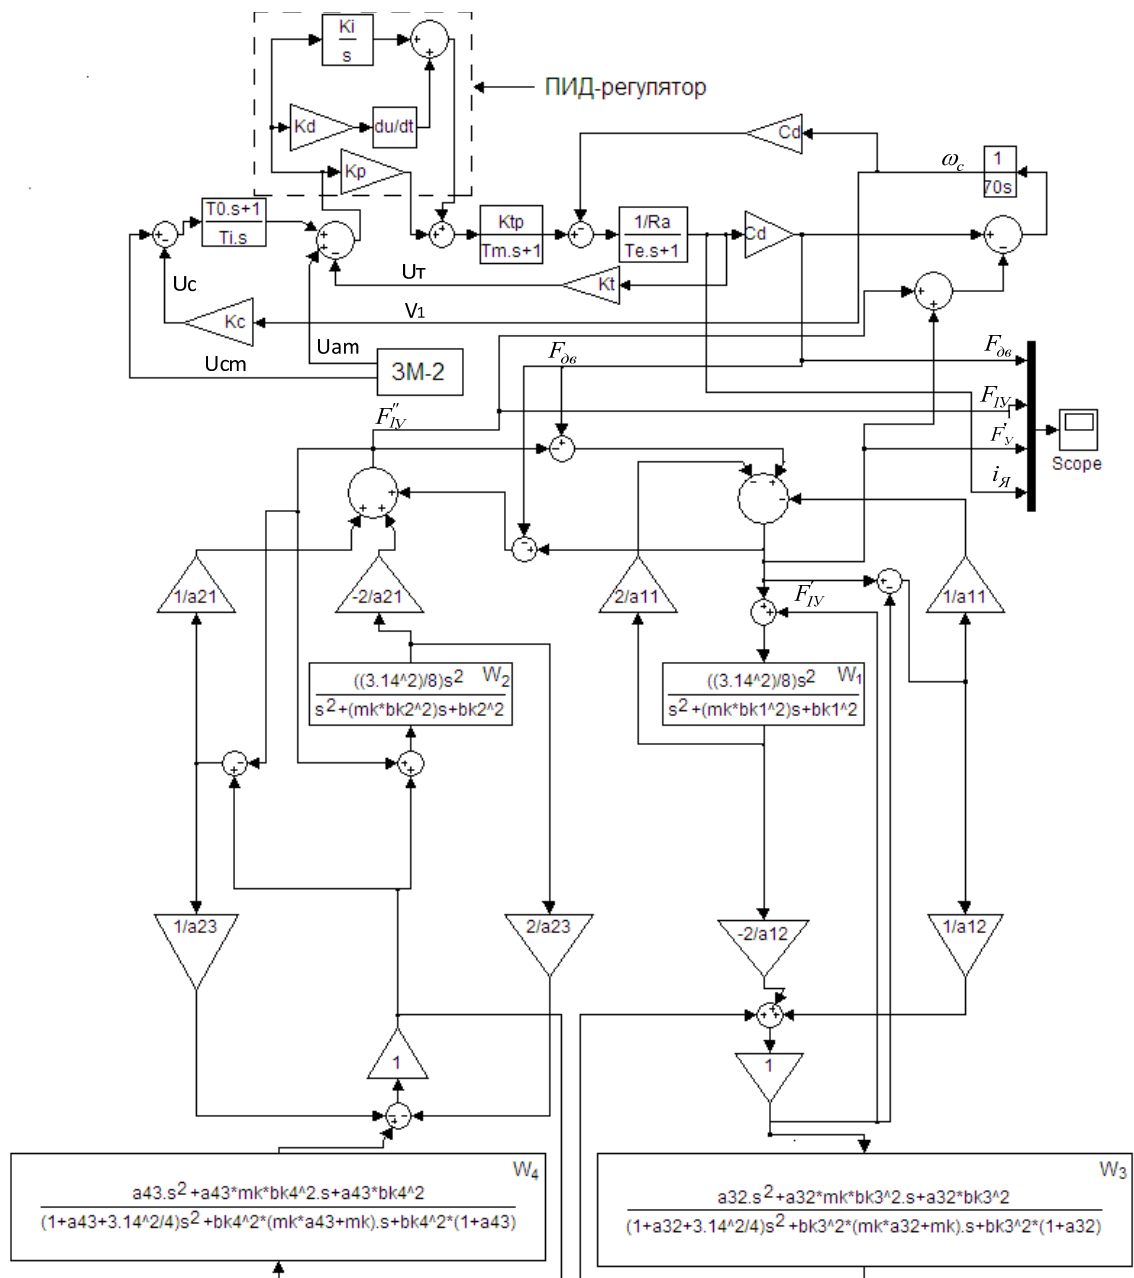 Ki
s
ПИД-регулятор
Kd
du/dt
Cd
Kp
ωc
1
70s
T0.s+1
Ti.s
Ktp
Tm.s+1
1/Ra
Te.s+1
Cd
Uт
Kt
Uc
V1
Kc
Uam
Ucm
ЗМ-2
Fдв
Fдв
F1У
F''1У
F'У
Scope
iЯ
1/a21
-2/a21
2/a11
F'1У
1/a11
W2
((3.14^2)/8)s2
s2+(mk*bk2^2)s+bk2^2
W1
((3.14^2)/8)s2
s2+(mk*bk1^2)s+bk1^2
1/a23
2/a23
-2/a12
1/a12
1
1
W4
a43.s2+a43*mk*bk4^2.s+a43*bk4^2
(1+a43+3.14^2/4)s2+bk4^2*(mk*a43+mk).s+bk4^2*(1+a43)
W3
a32.s2+a32*mk*bk3^2.s+a32*bk3^2
(1+a32+3.14^2/4)s2+bk3^2*(mk*a32+mk).s+bk3^2*(1+a32)